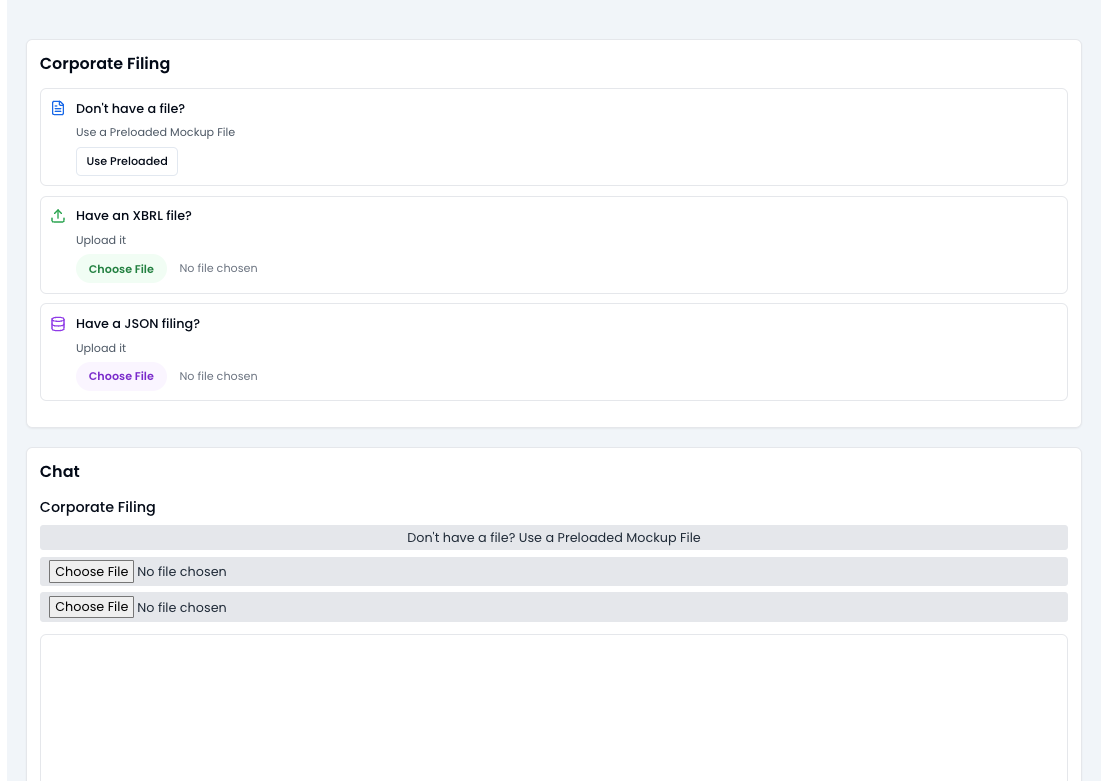 Corporate Filing
Don't have a file?
Use a Preloaded Mockup File
Use Preloaded
Have an XBRL file?
Upload it
Choose File No file chosen
Have a JSON filing?
Upload it
Choose File No file chosen
Chat
Corporate Filing
Don't have a file? Use a Preloaded Mockup File
Choose File No file chosen
Choose File No file chosen